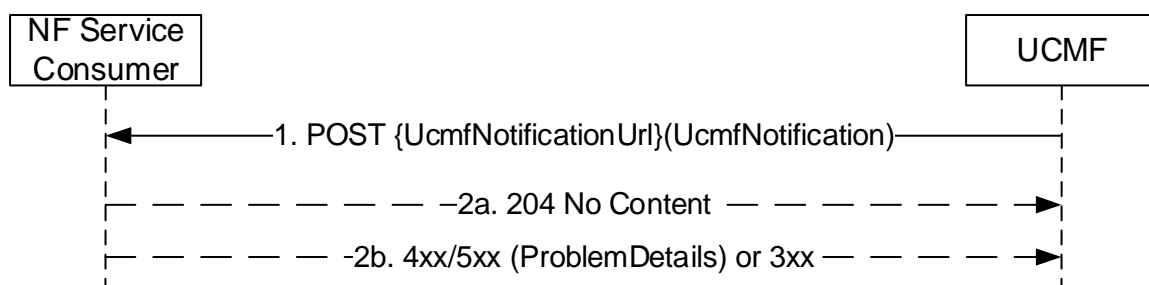 NF Service
Consumer
UCMF
1. POST {UcmfNotificationUrl}(UcmfNotification)
2a. 204 No Content
2b. 4xx/5xx (ProblemDetails) or 3xx